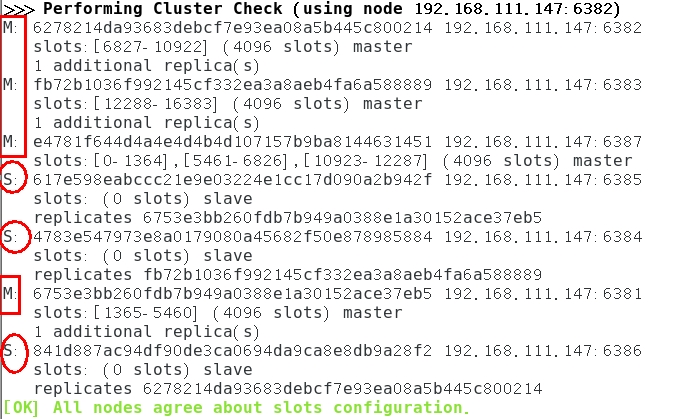 >>> Performing Cluster Check (using node 192.168.111.147:6382)
M: 6278214da93683debcf7e93ea08a5b445c800214 192.168.111.147:6382
slots:[6827-10922] (4096 slots) master
1 additional replica(s)
M: fb72b1036f992145cf332ea3a8aeb4fa6a588889 192.168.111.147:6383
slots:[12288-16383] (4096 slots) master
1 additional replica(s)
M: e4781f644d4a4e4d4b4d107157b9ba8144631451 192.168.111.147:6387
slots:[0-1364],[5461-6826],[10923-12287] (4096 slots) master
S: 617e598eabccc21e9e03224e1cc17d090a2b942f 192.168.111.147:6385
slots: (0 slots) slave
replicates 6753e3bb260fdb7b949a0388e1a30152ace37eb5
S: 4783e547973e8a0179080a45682f50e878985884 192.168.111.147:6384
slots: (0 slots) slave
replicates fb72b1036f992145cf332ea3a8aeb4fa6a588889
M: 6753e3bb260fdb7b949a0388e1a30152ace37eb5 192.168.111.147:6381
slots:[1365-5460] (4096 slots) master
1 additional replica(s)
S: 841d887ac94df90de3ca0694da9ca8e8db9a28f2 192.168.111.147:6386
slots: (0 slots) slave
replicates 6278214da93683debcf7e93ea08a5b445c800214
[OK] All nodes agree about slots configuration.